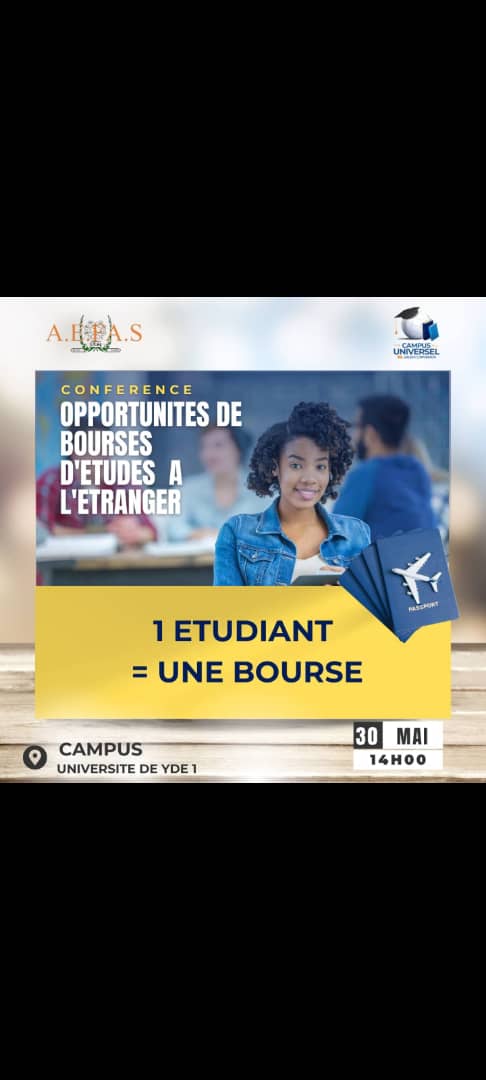 A.E.P.A.S
CAMPUS
UNIVERSEL
CONFERENCE
OPPORTUNITES DE
BOURSES
D'ETUDES A
L'ETRANGER
PASSPORT
1 ETUDIANT
= UNE BOURSE
30 MAI
14H00
CAMPUS
UNIVERSITE DE YDE 1